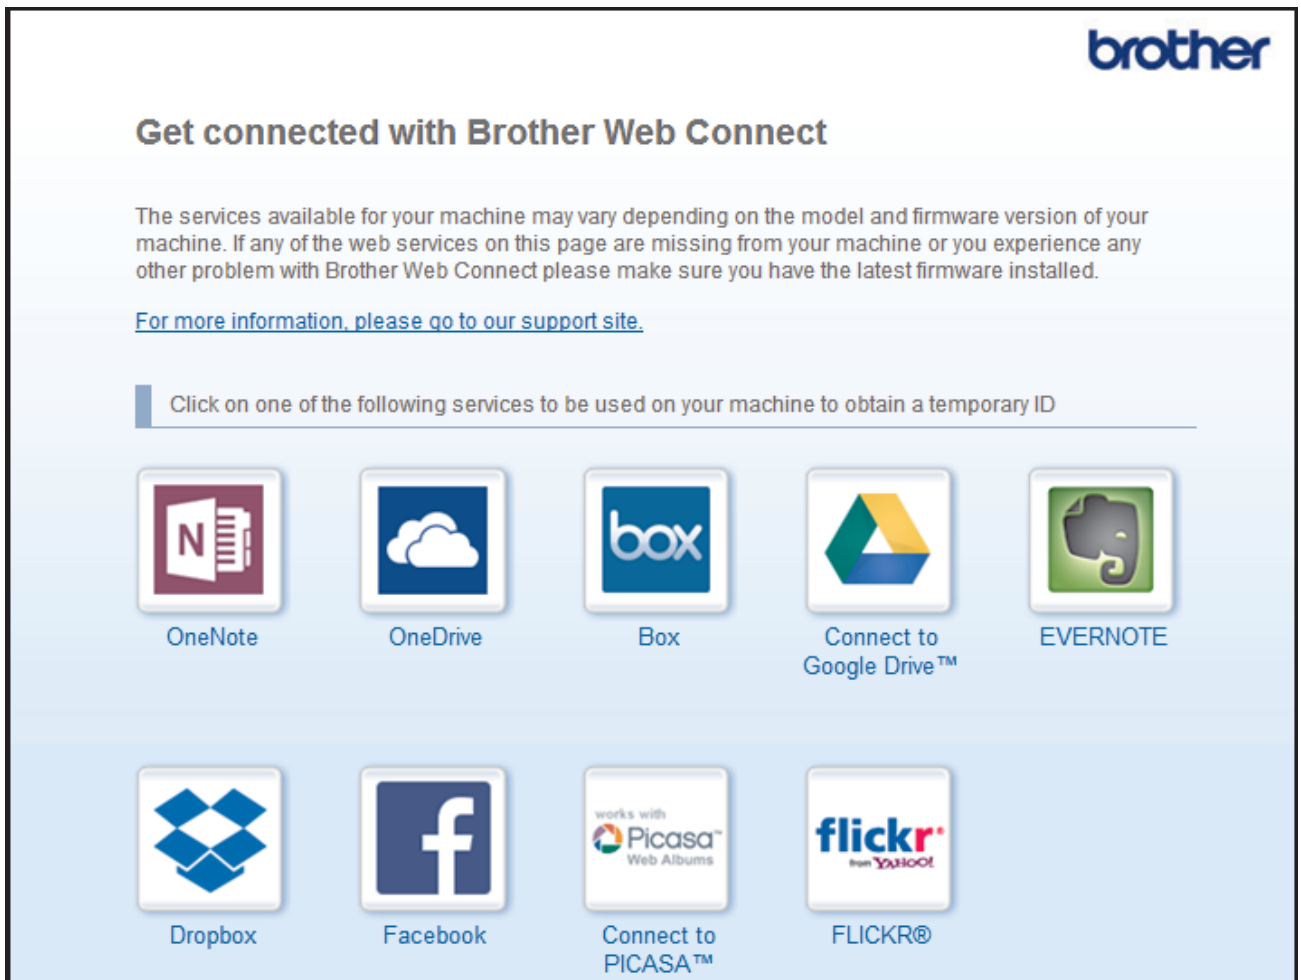 brother
Get connected with Brother Web Connect
The services available for your machine may vary depending on the model and firmware version of your
machine. If any of the web services on this page are missing from your machine or you experience any
other problem with Brother Web Connect please make sure you have the latest firmware installed.
For more information, please go to our support site.
Click on one of the following services to be used on your machine to obtain a temporary ID
N
box
OneNote
OneDrive
Box
Connect to
Google Drive™
EVERNOTE
f
works with
Picasa™
Web Albums
flickr
from YAHOO!
Dropbox
Facebook
Connect to
PICASA™
FLICKR®